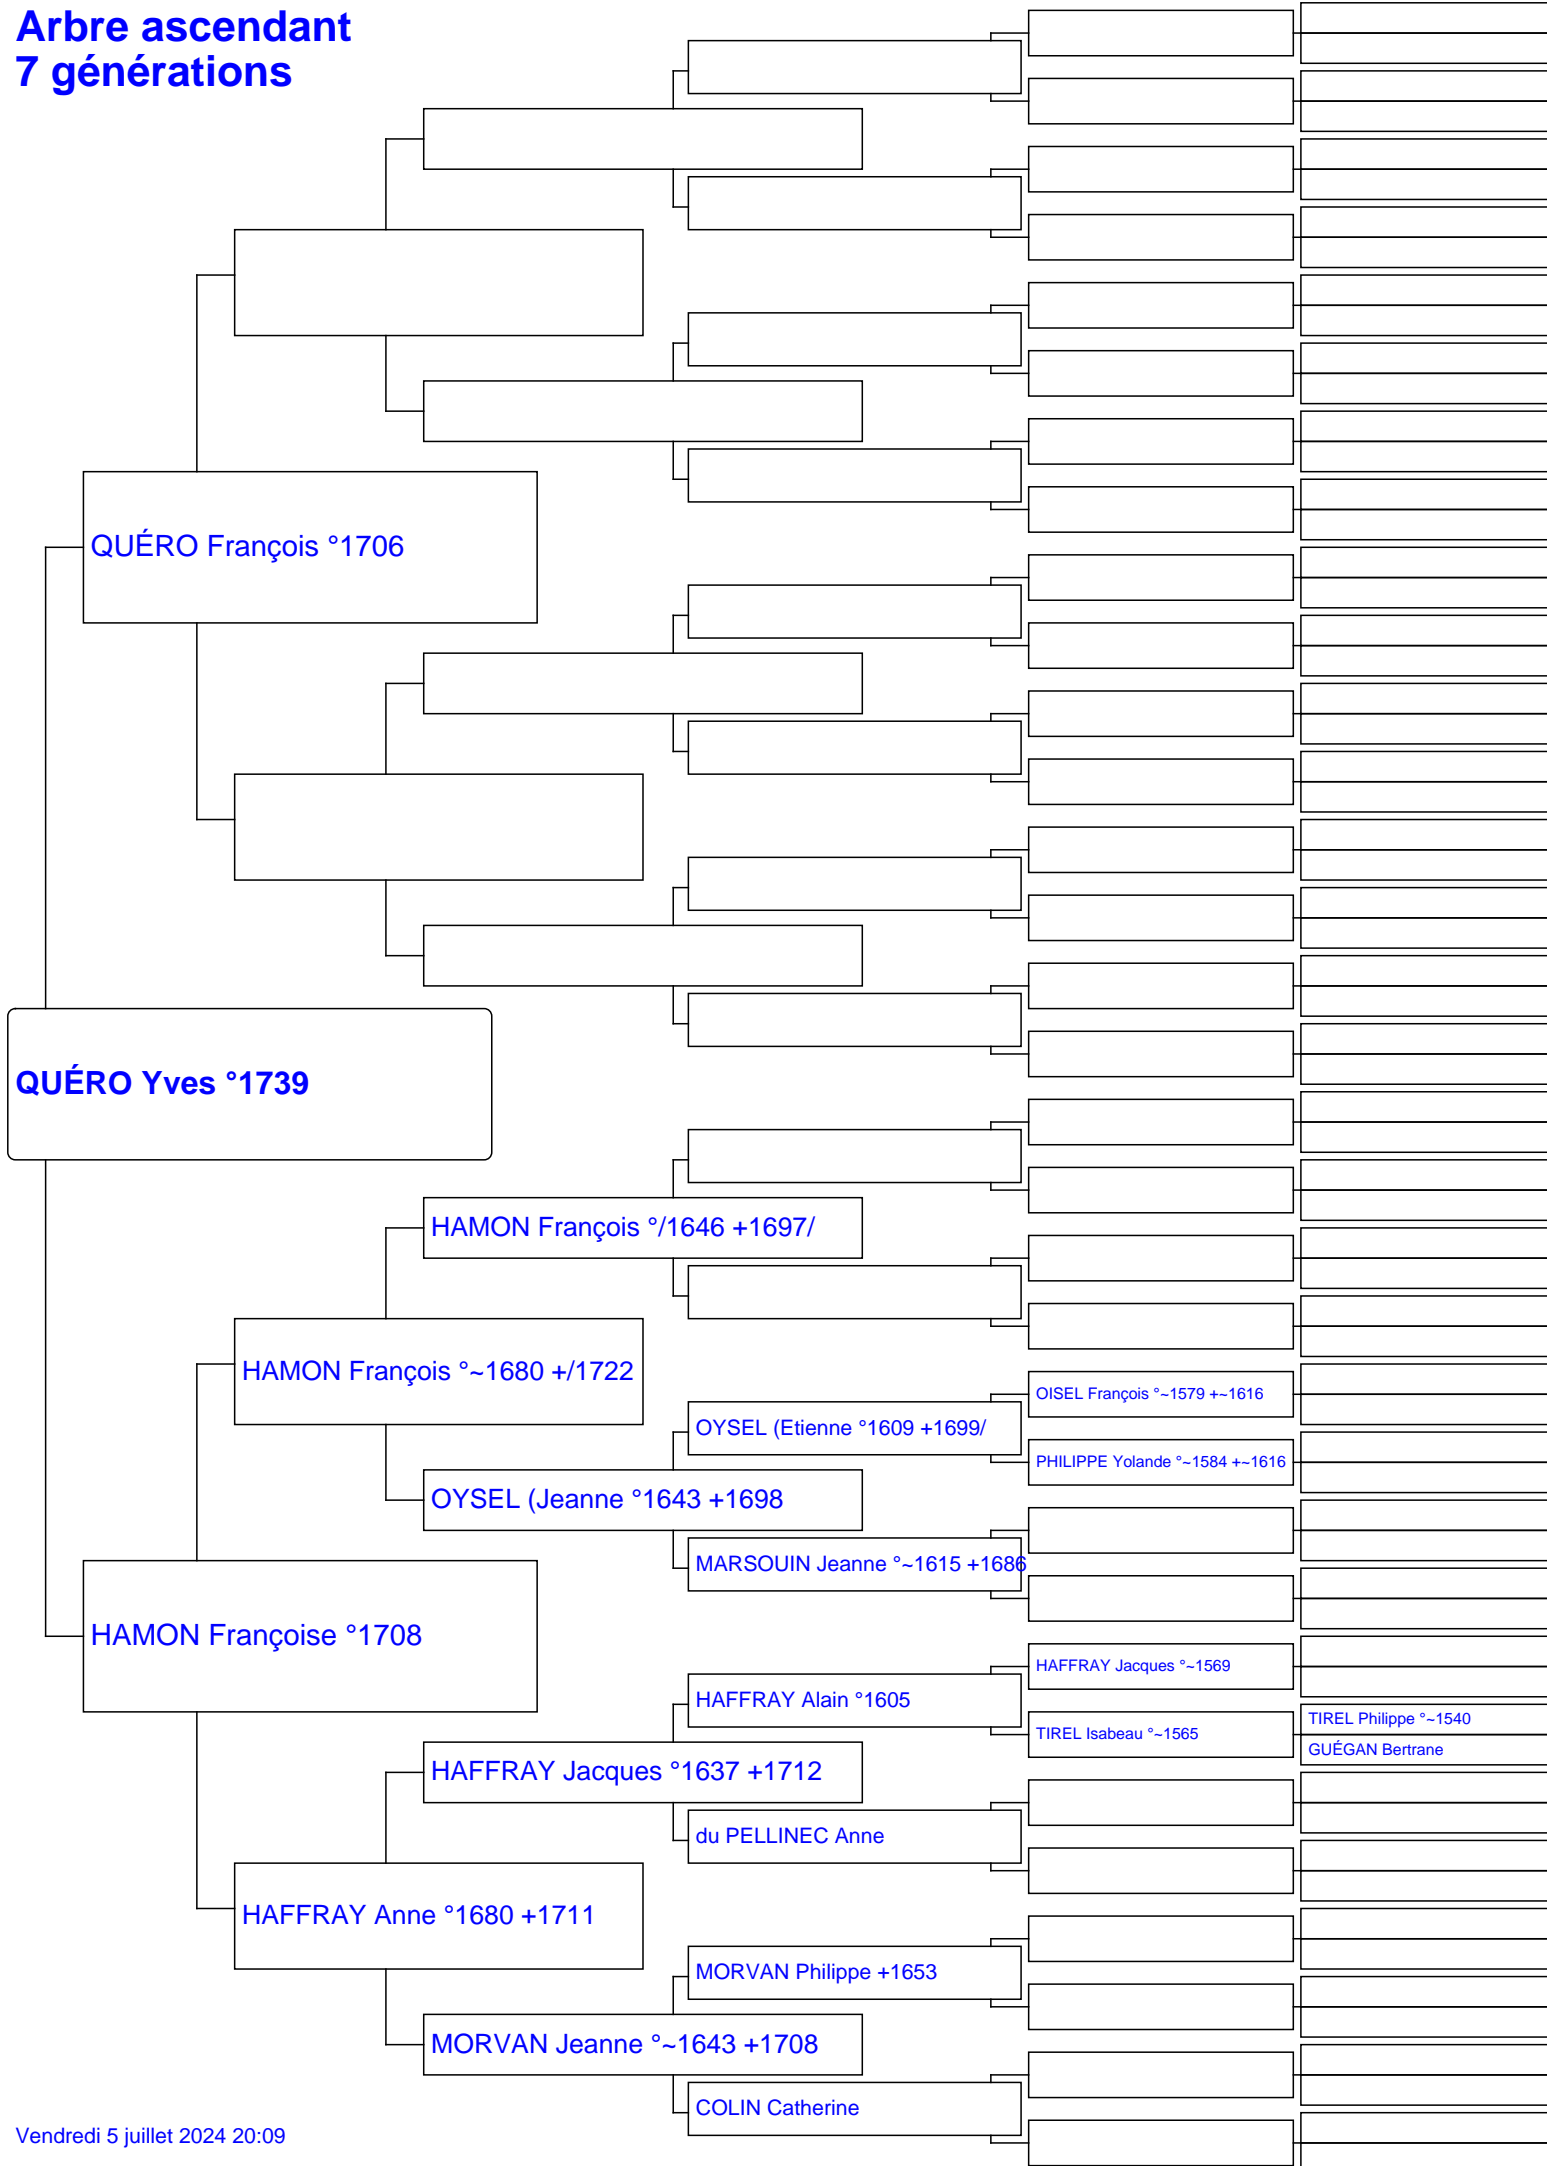 Arbre ascendant
7 générations
QUÉRO François °1706
QUÉRO Yves °1739
HAMON François °/1646 +1697/
HAMON François °~1680 +/1722
OISEL François °~1579 +~1616
OYSEL (Etienne °1609 +1699/
PHILIPPE Yolande °~1584 +~1616
OYSEL (Jeanne °1643 +1698
MARSOUIN Jeanne °~1615 +1686
HAMON Françoise °1708
HAFFRAY Jacques °~1569
HAFFRAY Alain °1605
TIREL Philippe °~1540
TIREL Isabeau °~1565
GUÉGAN Bertrane
HAFFRAY Jacques °1637 +1712
du PELLINEC Anne
HAFFRAY Anne °1680 +1711
MORVAN Philippe +1653
MORVAN Jeanne °~1643 +1708
COLIN Catherine
Vendredi 5 juillet 2024 20:09